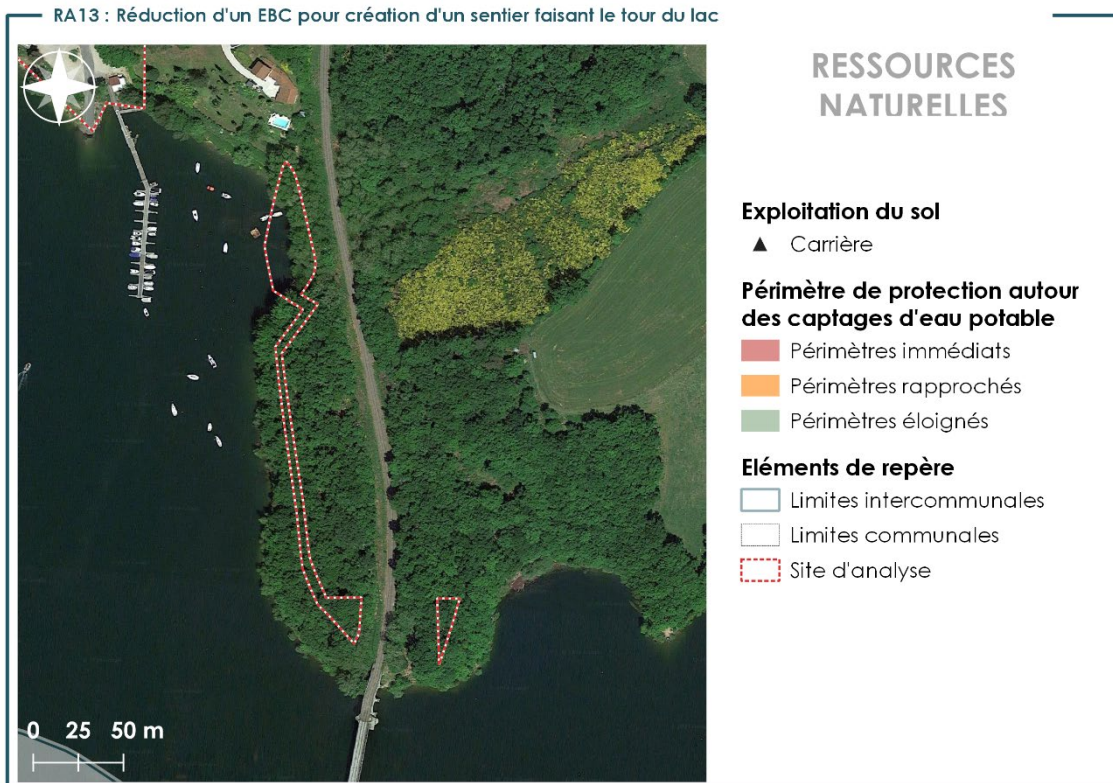 RA13 : Réduction d'un EBC pour création d'un sentier faisant le tour du lac
RESSOURCES
NATURELLES
Exploitation du sol
Carrière
Périmètre de protection autour
des captages d'eau potable
Périmètres immédiats
Périmètres rapprochés
Périmètres éloignés
Eléments de repère
Limites intercommunales
Limites communales
Site d'analyse
0 25 50 m